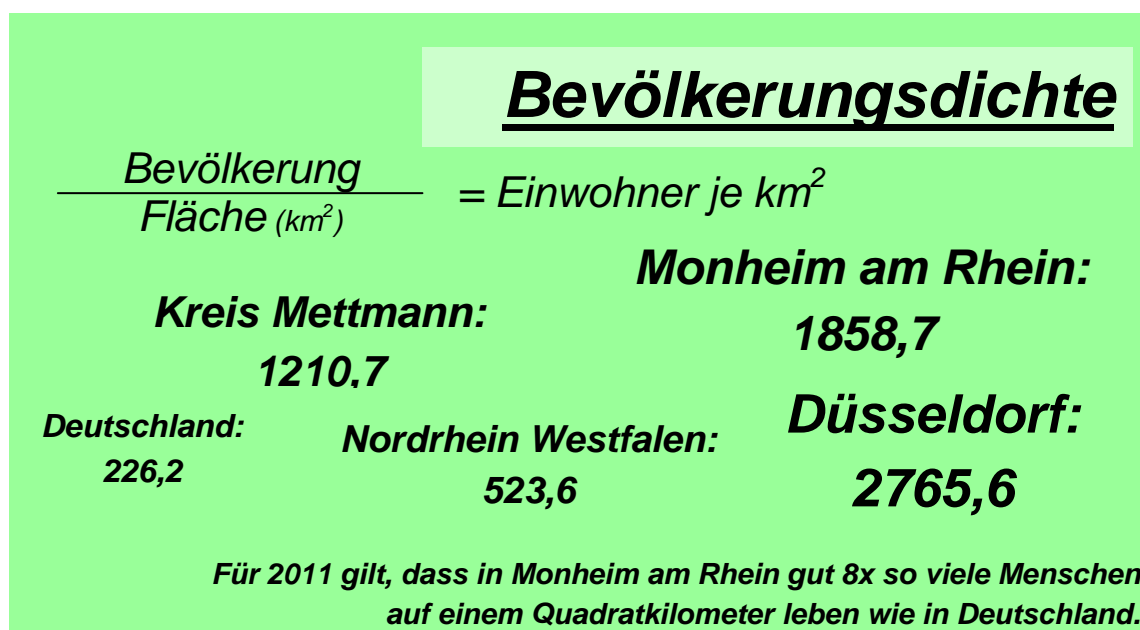 Bevölkerungsdichte
Bevölkerung
Fläche (km²)
= Einwohner je km²
Monheim am Rhein:
1858,7
Kreis Mettmann:
1210,7
Deutschland:
226,2
Nordrhein Westfalen:
523,6
Düsseldorf:
2765,6
Für 2011 gilt, dass in Monheim am Rhein gut 8x so viele Menschen
auf einem Quadratkilometer leben wie in Deutschland.